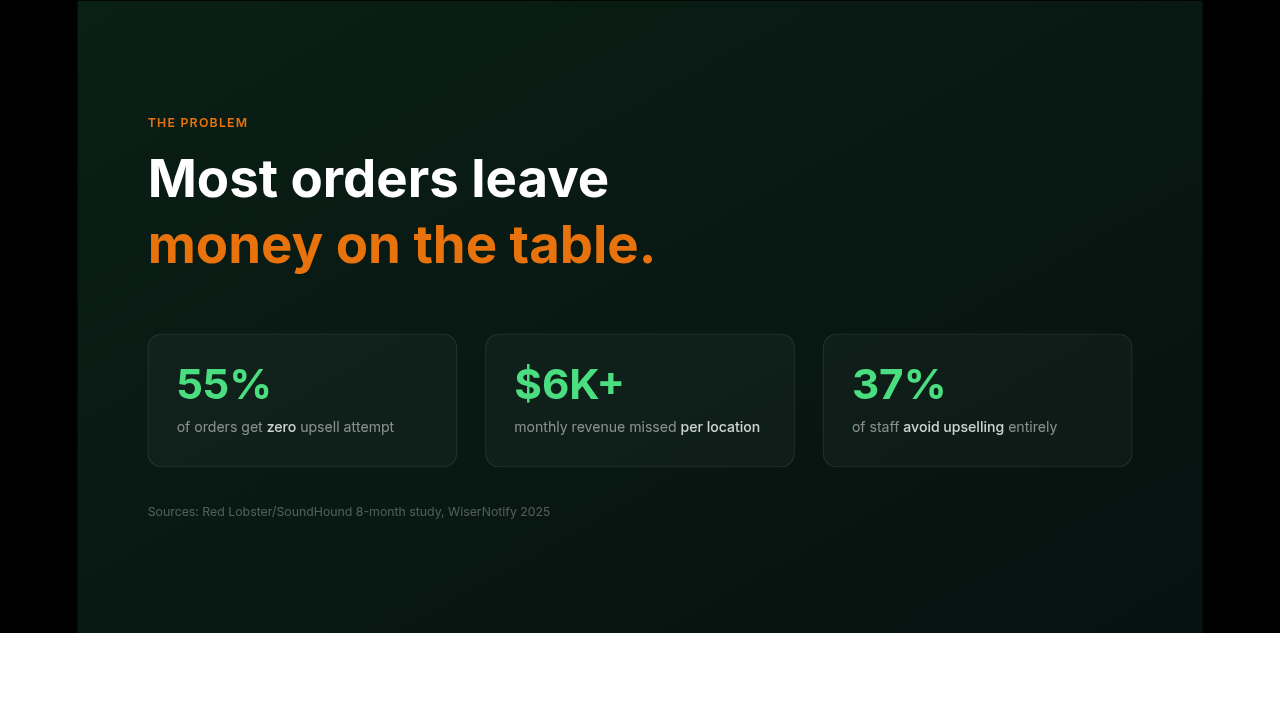 THE PROBLEM
Most orders leave
money on the table.
55%
of orders get zero upsell attempt
$6K+
monthly revenue missed per location
37%
of staff avoid upselling entirely
Sources: Red Lobster/SoundHound 8-month study, WiserNotify 2025